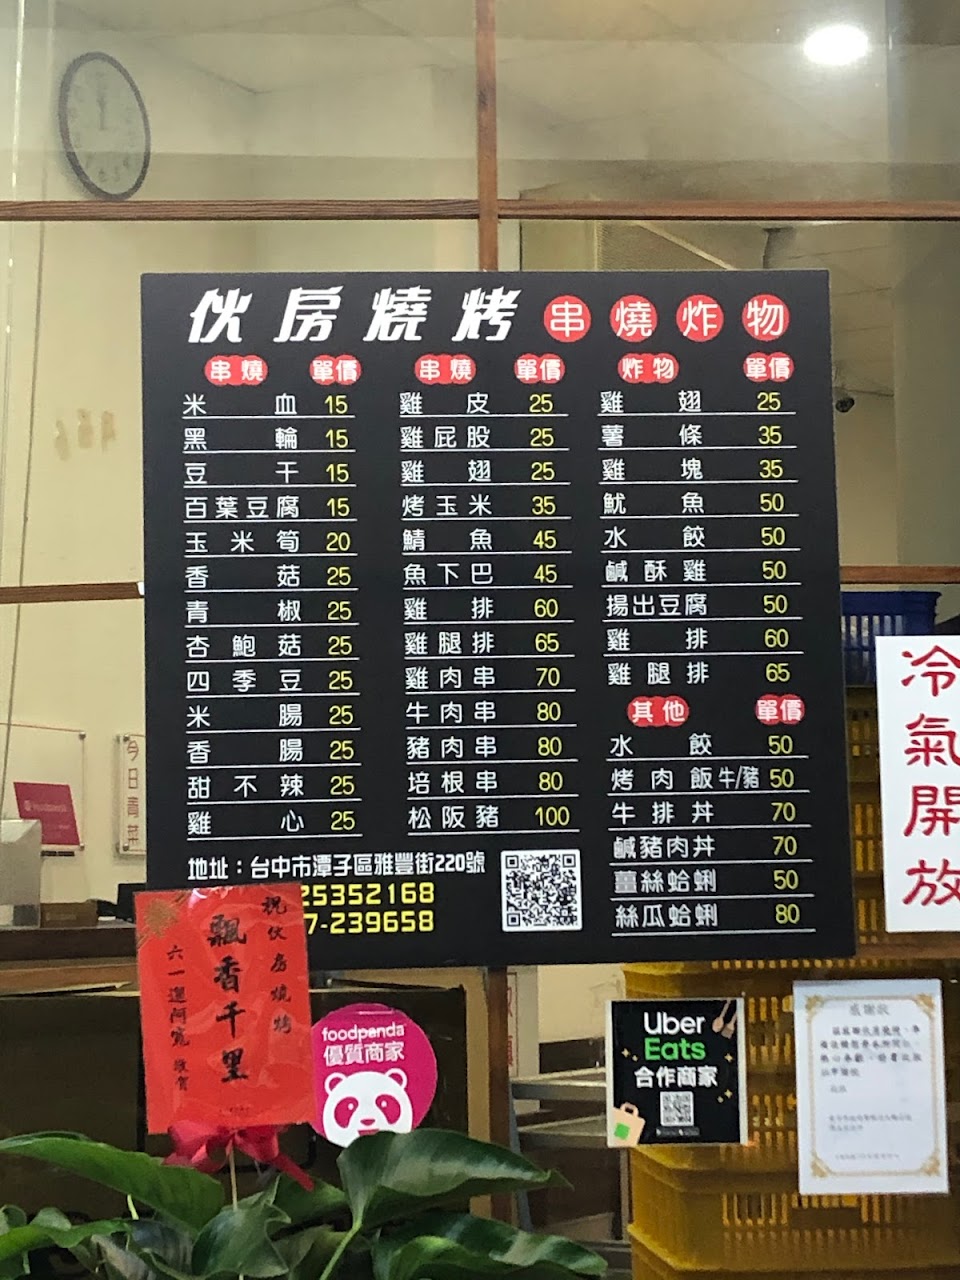 伙房燒烤 串燒炸物
串燒 單價
米血 15
黑輪 15
豆干 15
百葉豆腐 15
玉米筍 20
香菇 25
青椒 25
杏鮑菇 25
四季豆 25
米腸 25
香腸 25
甜不辣 25
雞心 25
串燒 單價
雞皮 25
雞屁股 25
雞翅 25
烤玉米 35
鯖魚 45
魚下巴 45
雞排 60
雞腿排 65
雞肉串 70
牛肉串 80
豬肉串 80
培根串 80
松阪豬 100
炸物 單價
雞翅 25
薯條 35
雞塊 35
魷魚 50
水餃 50
鹹酥雞 50
揚出豆腐 50
雞排 60
雞腿排 65
其他 單價
水餃 50
烤肉飯牛/豬 50
牛排丼 70
鹹豬肉丼 70
薑絲蛤蜊 50
絲瓜蛤蜊 80
地址：台中市潭子區雅豐街220號
25352168
7-239658
冷氣開放
今日青菜
祝伙房燒烤
飄香千里
foodpanda
優質商家
Uber
Eats
合作商家
感謝狀